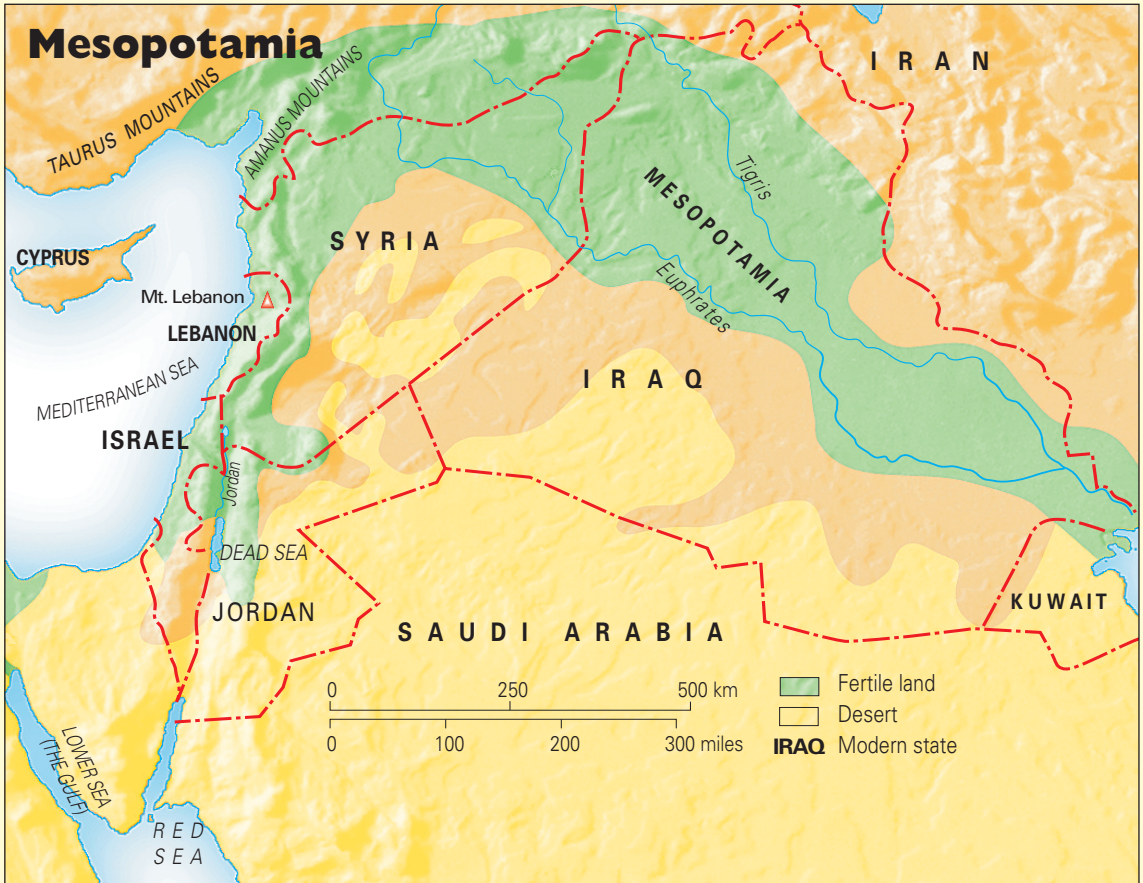 Mesopotamia
IRAN
TAURUS MOUNTAINS
AMANUS MOUNTAINS
Tigris
MESOPOTAMIA
SYRIA
CYPRUS
Euphrates
Mt. Lebanon
LEBANON
IRAQ
MEDITERRANEAN SEA
ISRAEL
Jordan
DEAD SEA
JORDAN
KUWAIT
SAUDI ARABIA
0 250 500 km
0 100 200 300 miles
Fertile land
Desert
IRAQ Modern state
LOWER SEA
(THE GULF)
RED
SEA